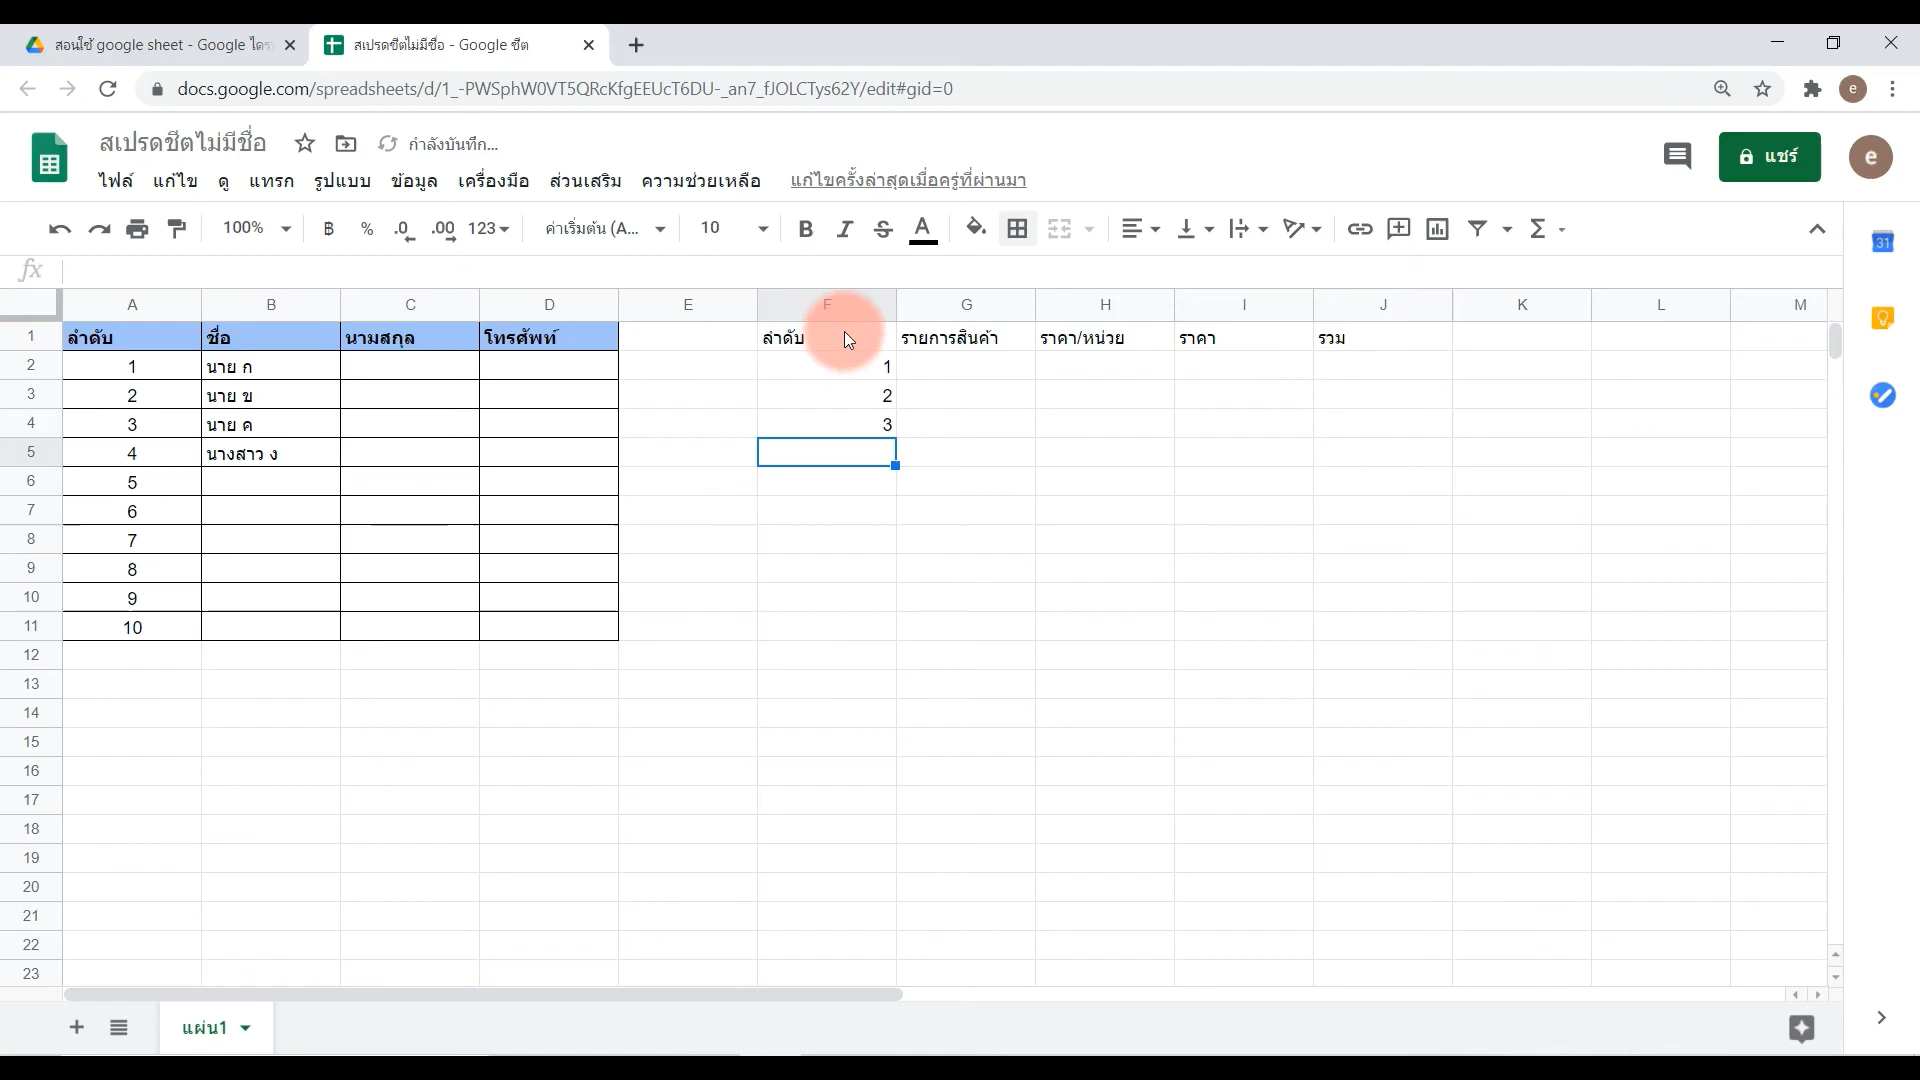 สอนใช้ google sheet - Google ไดร
สเปรดชีตไม่มีชื่อ - Google ชีต
docs.google.com/spreadsheets/d/1_-PWSphW0VT5QRcKfgEEUcT6DU-_an7_fJOLCTys62Y/edit#gid=0
e
สเปรดชีตไม่มีชื่อ กำลังบันทึก...
แชร์
e
ไฟล์ แก้ไข ดู แทรก รูปแบบ ข้อมูล เครื่องมือ ส่วนเสริม ความช่วยเหลือ แก้ไขครั้งล่าสุดเมื่อครู่ที่ผ่านมา
100% ฿ % .0 .00 123 ค่าเริ่มต้น (A... 10 B I S A Σ
31
fx
A B C D E F G H I J K L M
1 ลำดับ ชื่อ นามสกุล โทรศัพท์ ลำดับ รายการสินค้า ราคา/หน่วย ราคา รวม
2 1 นาย ก 1
3 2 นาย ข 2
4 3 นาย ค 3
5 4 นางสาว ง
6 5
7 6
8 7
9 8
10 9
11 10
12
13
14
15
16
17
18
19
20
21
22
23
แผ่น1